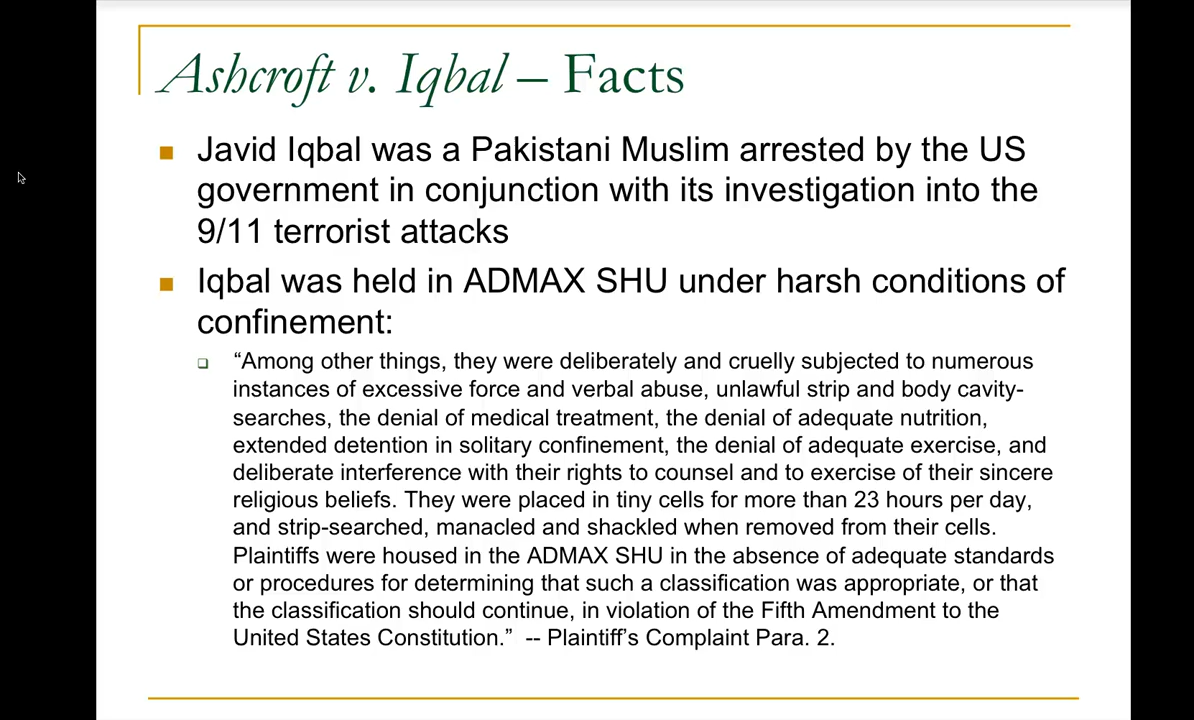 Ashcroft v. Iqbal – Facts
Javid Iqbal was a Pakistani Muslim arrested by the US
government in conjunction with its investigation into the
9/11 terrorist attacks
Iqbal was held in ADMAX SHU under harsh conditions of
confinement:
“Among other things, they were deliberately and cruelly subjected to numerous
instances of excessive force and verbal abuse, unlawful strip and body cavity-
searches, the denial of medical treatment, the denial of adequate nutrition,
extended detention in solitary confinement, the denial of adequate exercise, and
deliberate interference with their rights to counsel and to exercise of their sincere
religious beliefs. They were placed in tiny cells for more than 23 hours per day,
and strip-searched, manacled and shackled when removed from their cells.
Plaintiffs were housed in the ADMAX SHU in the absence of adequate standards
or procedures for determining that such a classification was appropriate, or that
the classification should continue, in violation of the Fifth Amendment to the
United States Constitution.” -- Plaintiff’s Complaint Para. 2.